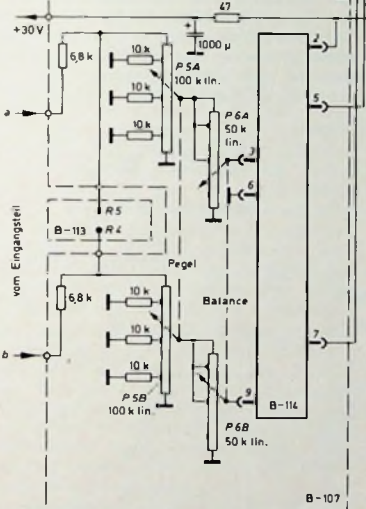 47
+30V
+
1000 µ
6,8 k
10 k
P5A
100 k lin.
10 k
10 k
P6A
50 k
lin.
a
2
5
3
6
vom Eingangsteil
R5
B-113
R4
Pegel
6,8 k
10 k
Balance
10 k
7
b
10 k
P5B
100 k lin.
9
B-114
P6B
50 k lin.
B-107